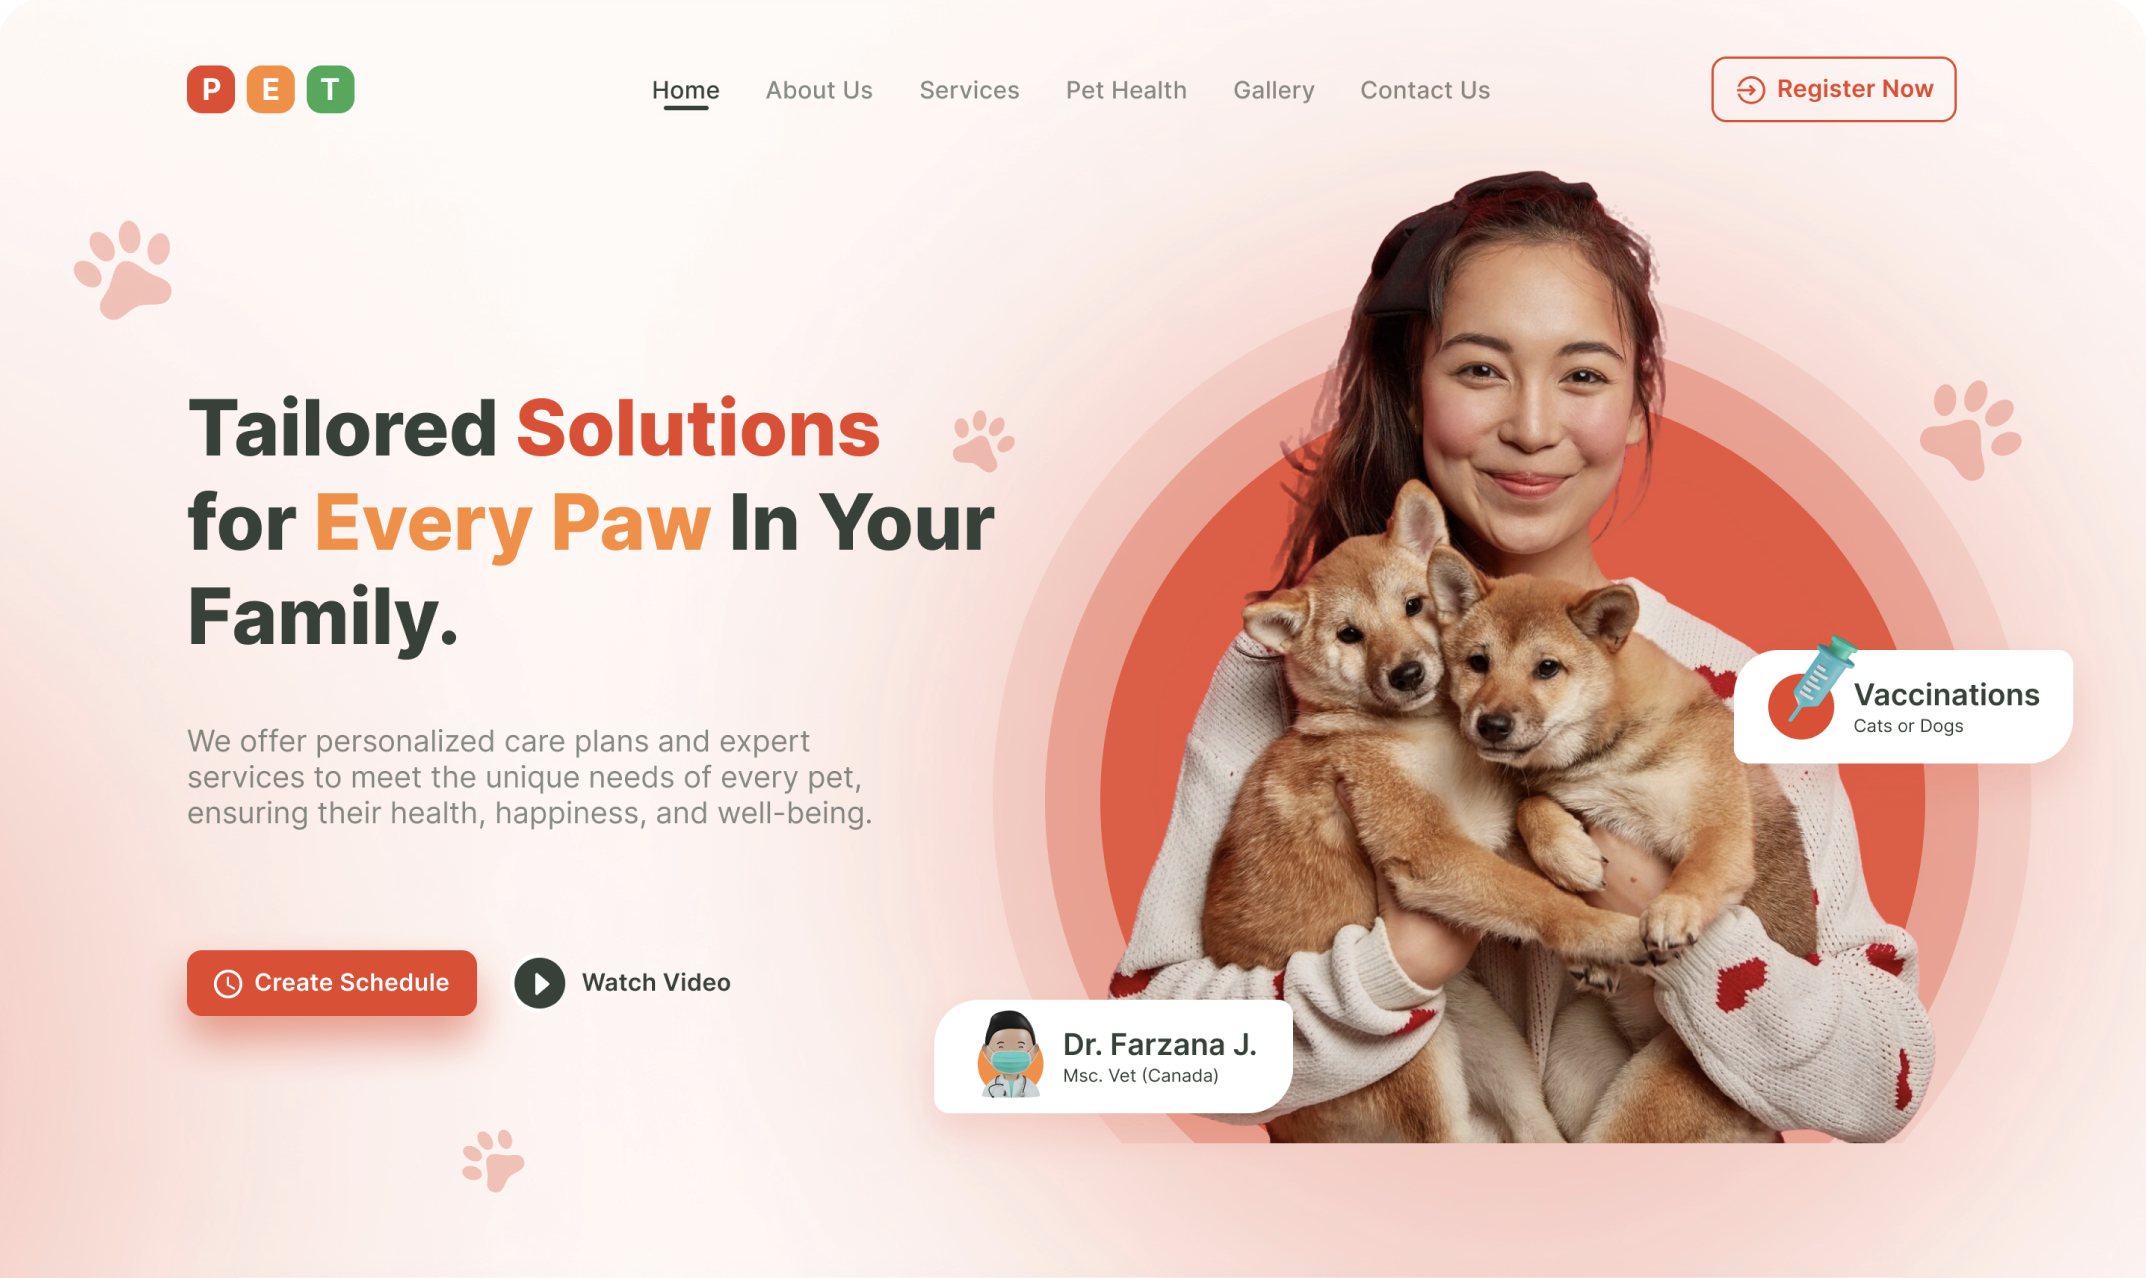 P E T
Home About Us Services Pet Health Gallery Contact Us
Register Now
Tailored Solutions
for Every Paw In Your
Family.
We offer personalized care plans and expert
services to meet the unique needs of every pet,
ensuring their health, happiness, and well-being.
Create Schedule
Watch Video
Vaccinations
Cats or Dogs
Dr. Farzana J.
Msc. Vet (Canada)